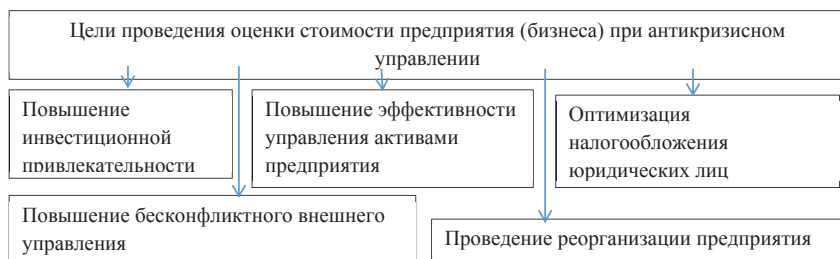 Цели проведения оценки стоимости предприятия (бизнеса) при антикризисном
управлении
Повышение
инвестиционной
привлекательности
Повышение эффективности
управления активами
предприятия
Оптимизация
налогообложения
юридических лиц
Повышение бесконфликтного внешнего
управления
Проведение реорганизации предприятия